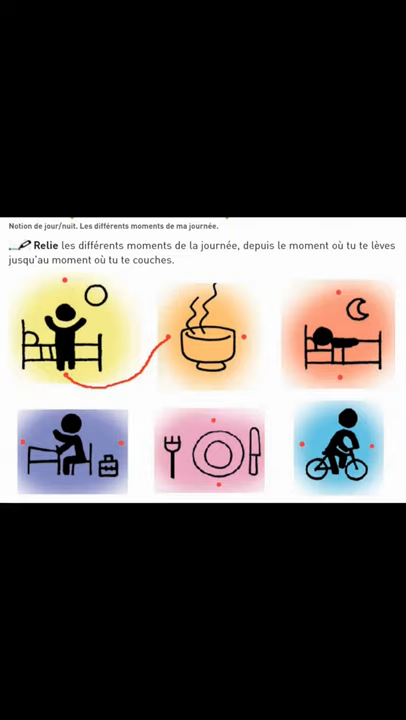 Notion de jour/nuit. Les différents moments de ma journée.
Relie les différents moments de la journée, depuis le moment où tu te lèves
jusqu'au moment où tu te couches.